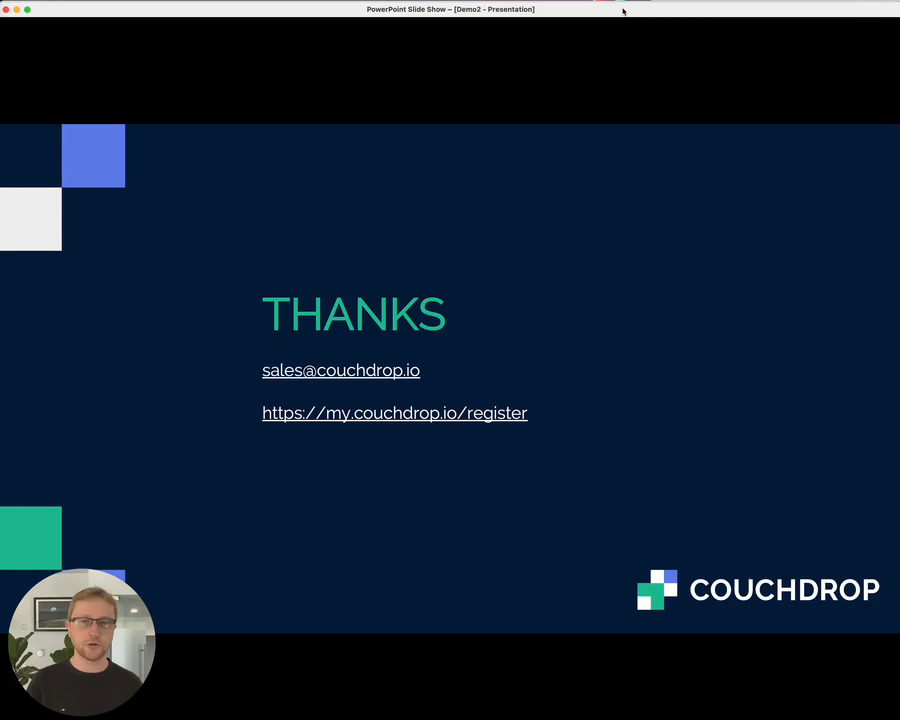 PowerPoint Slide Show – [Demo2 - Presentation]
THANKS
sales@couchdrop.io
https://my.couchdrop.io/register
COUCHDROP